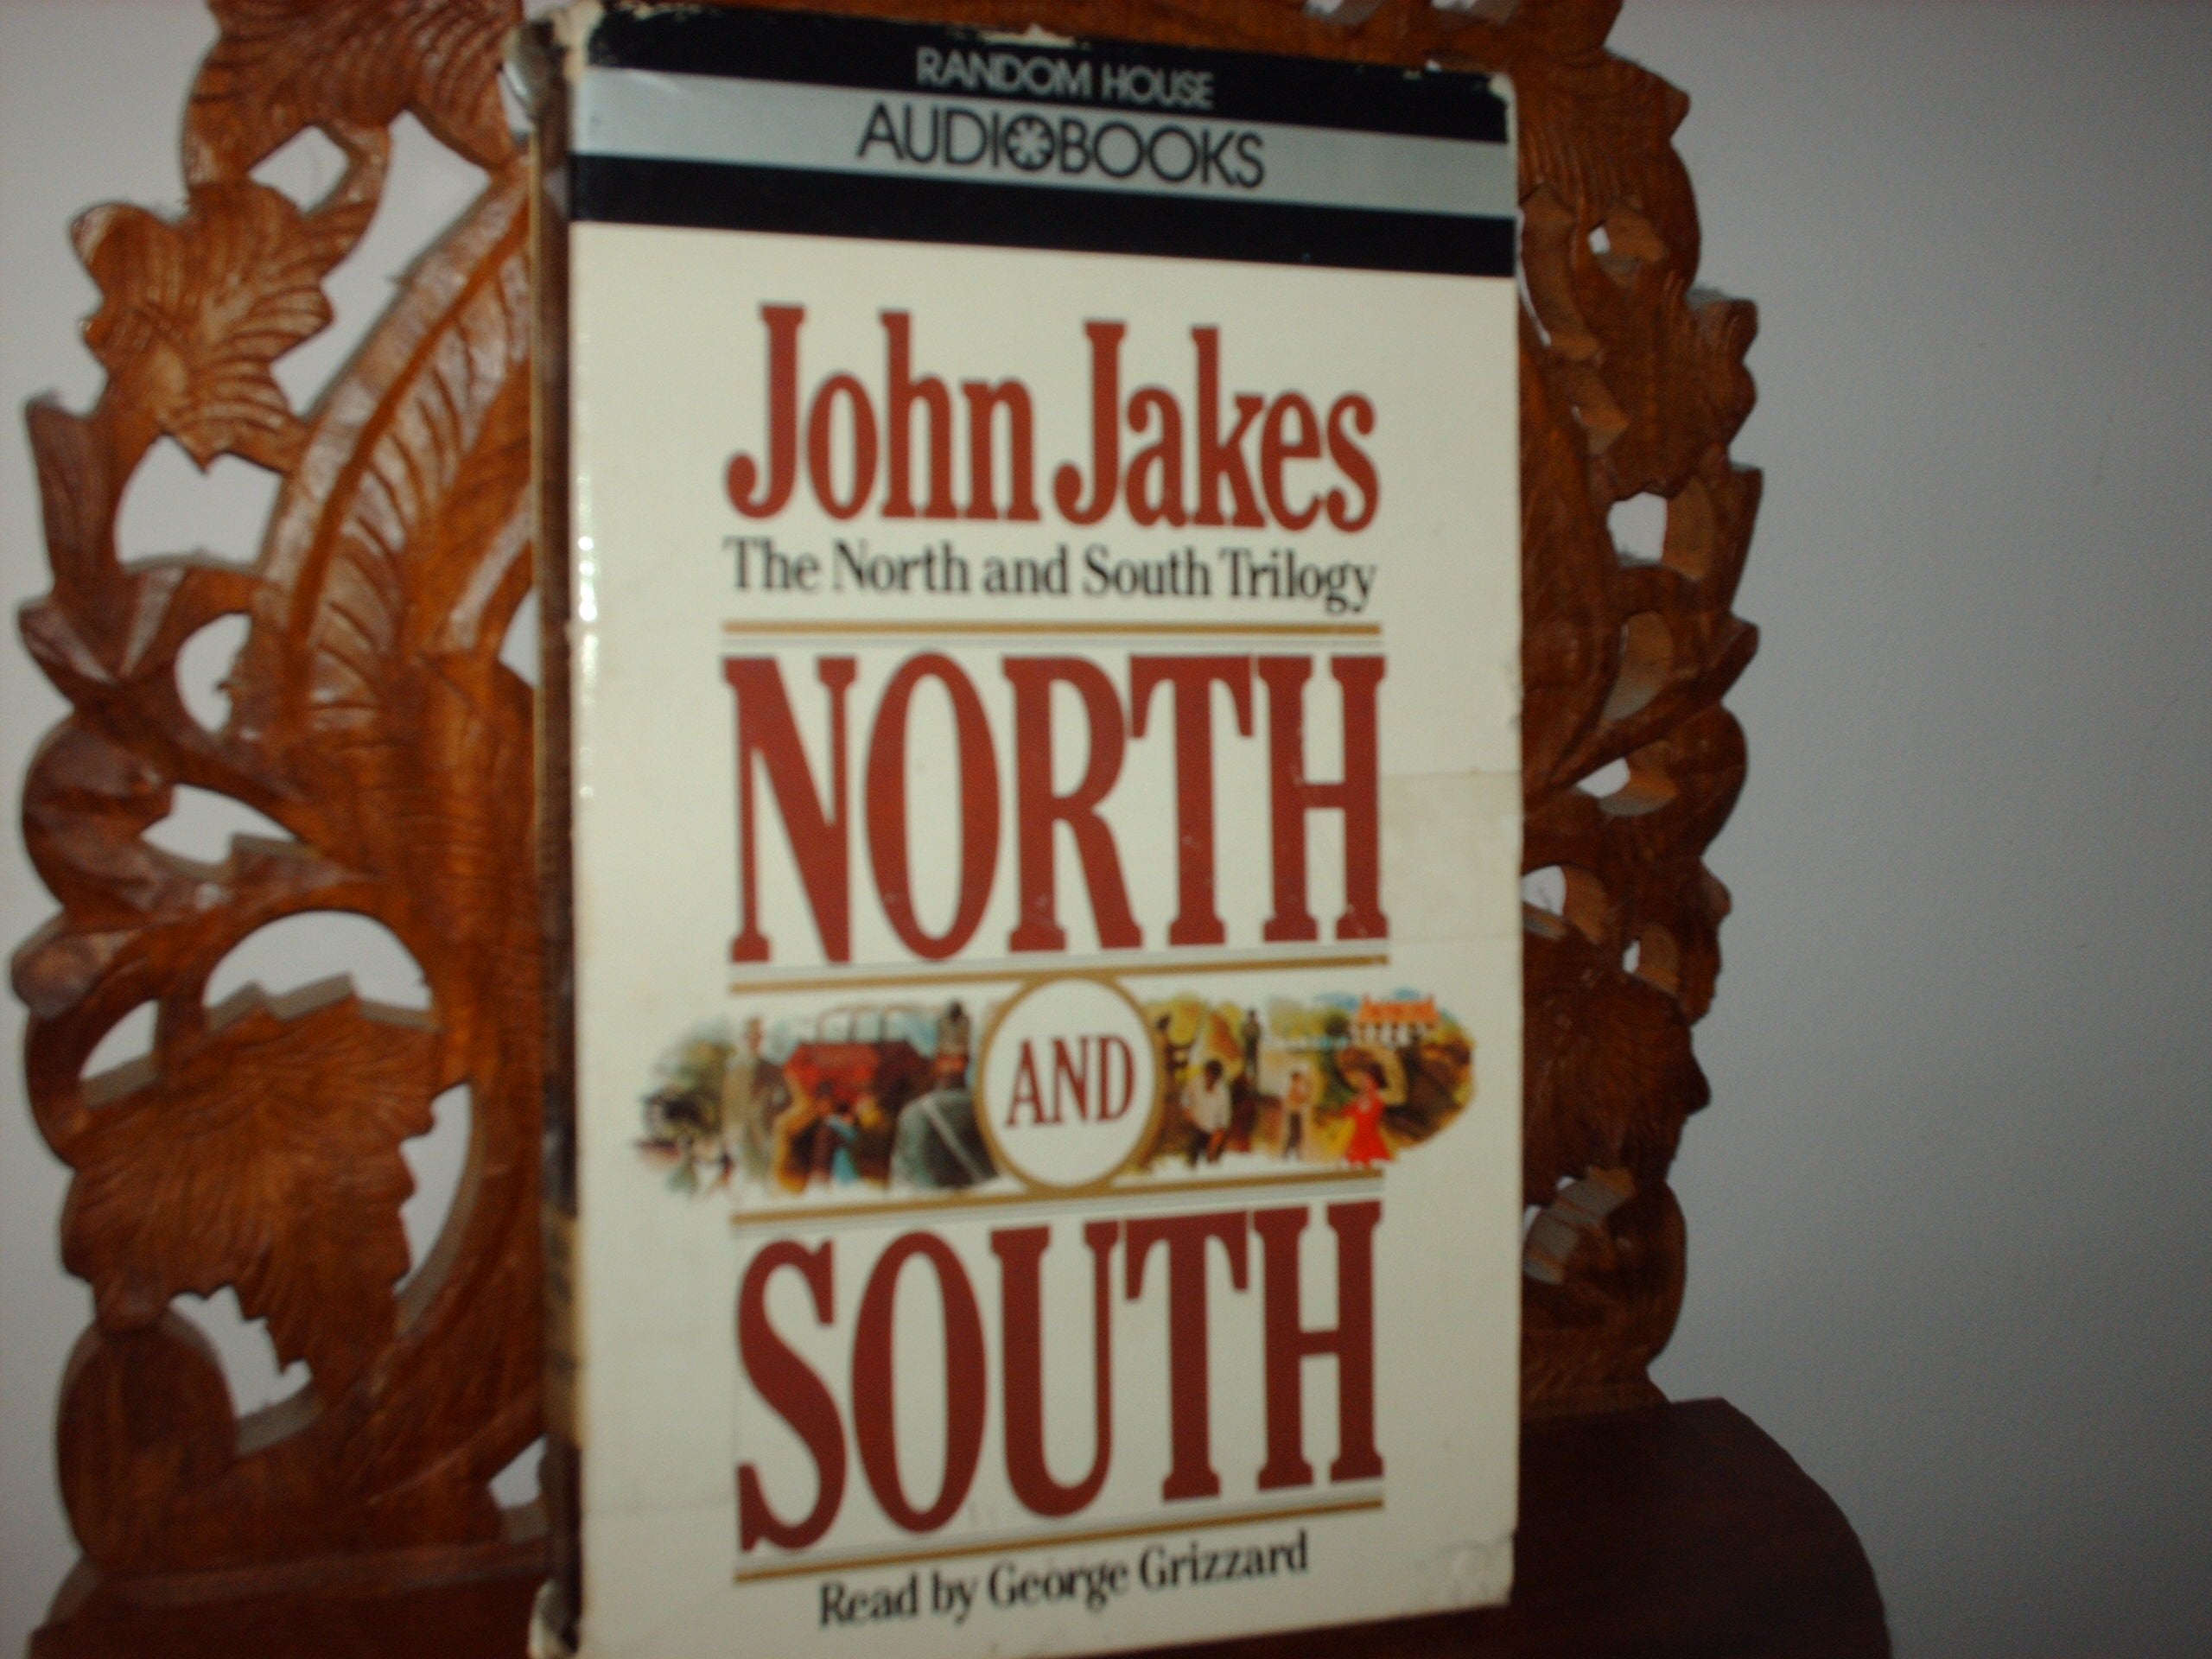 RANDOM HOUSE
AUDIOBOOKS
John Jakes
The North and South Trilogy
NORTH
AND
SOUTH
Read by George Grizzard